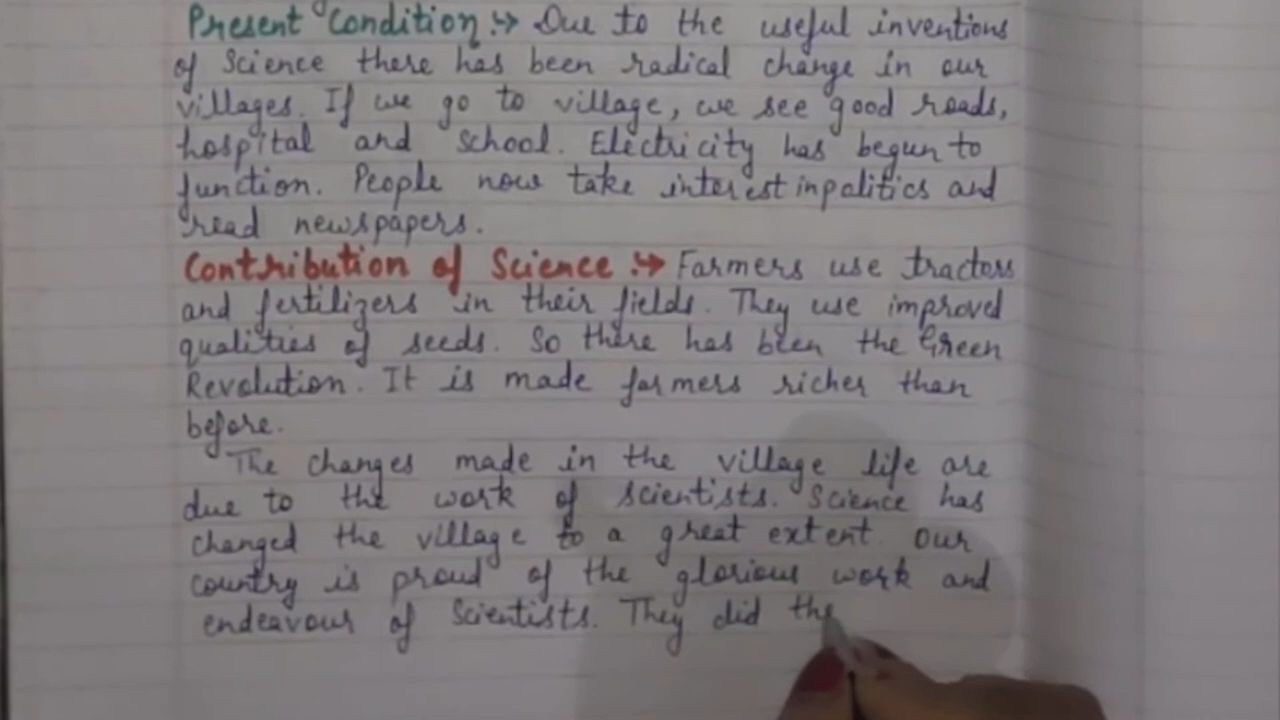 Present Condition :→ Due to the useful inventions
of Science there has been radical change in our
villages. If we go to village, we see good roads,
hospital and school. Electricity has begun to
function. People now take interest in politics and
read newspapers.
Contribution of Science :→ Farmers use tractors
and fertilizers in their fields. They use improved
qualities of seeds. So there has been the Green
Revolution. It is made farmers richer than
before.
The changes made in the village life are
due to the work of scientists. Science has
changed the village to a great extent. Our
country is proud of the glorious work and
endeavour of Scientists. They did the